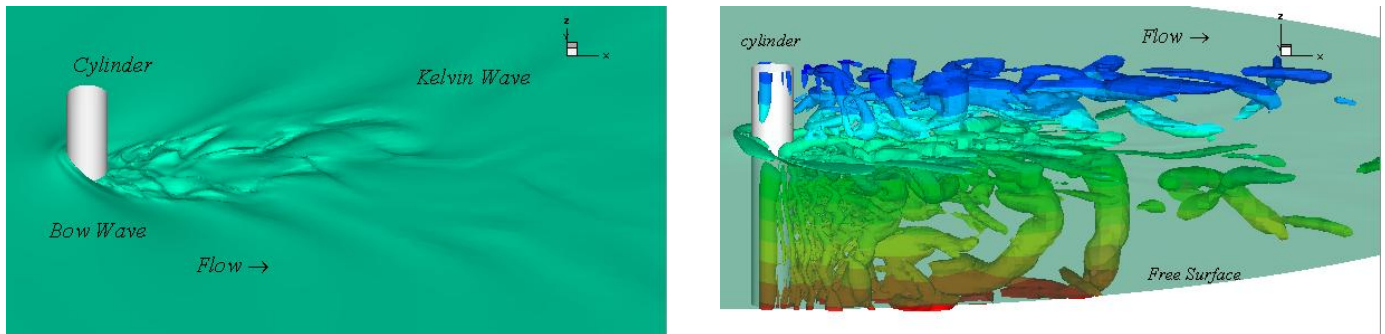 Cylinder
Kelvin Wave
Bow Wave
Flow →
z
x
cylinder
Flow →
z
x
Free Surface